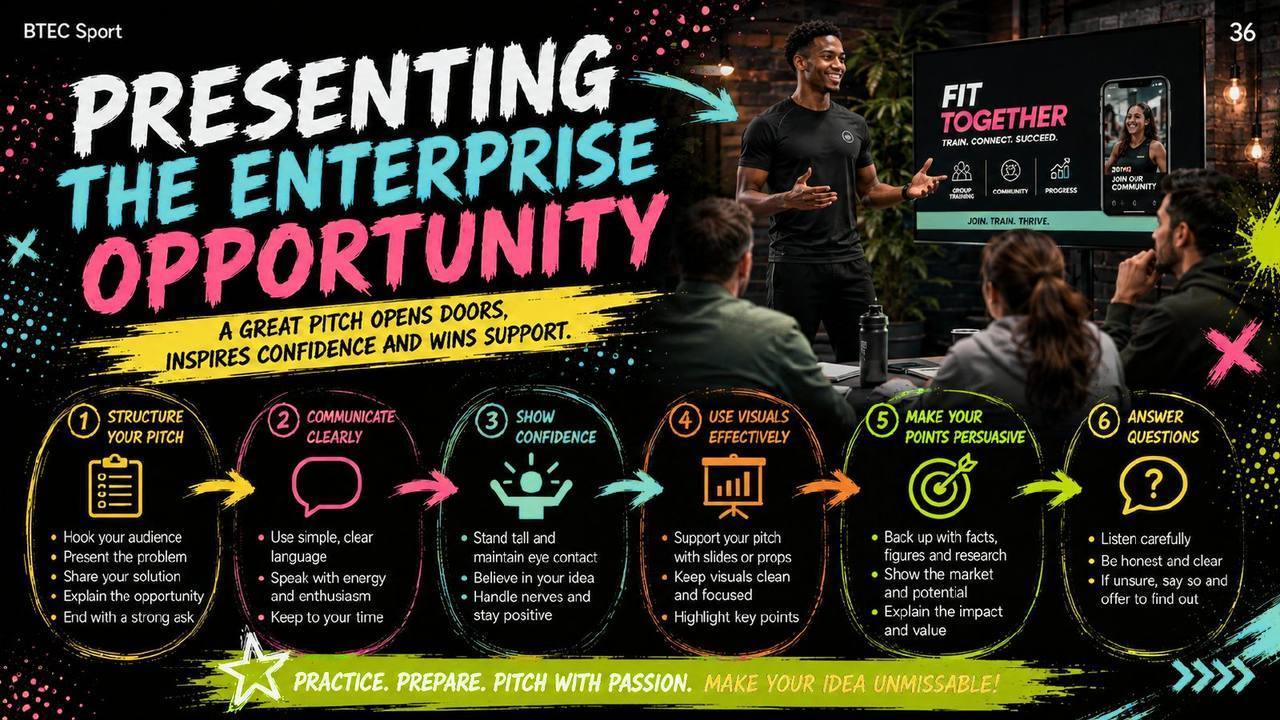 BTEC Sport
36
PRESENTING
THE ENTERPRISE
OPPORTUNITY
A GREAT PITCH OPENS DOORS,
INSPIRES CONFIDENCE AND WINS SUPPORT.
FIT
TOGETHER
TRAIN. CONNECT. SUCCEED.
GROUP
TRAINING
COMMUNITY
PROGRESS
JOIN OUR
COMMUNITY
JOIN. TRAIN. THRIVE.
1 STRUCTURE
YOUR PITCH
• Hook your audience
• Present the problem
• Share your solution
• Explain the opportunity
• End with a strong ask
2 COMMUNICATE
CLEARLY
• Use simple, clear
language
• Speak with energy
and enthusiasm
• Keep to your time
3 SHOW
CONFIDENCE
• Stand tall and
maintain eye contact
• Believe in your idea
• Handle nerves and
stay positive
4 USE VISUALS
EFFECTIVELY
• Support your pitch
with slides or props
• Keep visuals clean
and focused
• Highlight key points
5 MAKE YOUR
POINTS PERSUASIVE
• Back up with facts,
figures and research
• Show the market
and potential
• Explain the impact
and value
6 ANSWER
QUESTIONS
?
• Listen carefully
• Be honest and clear
• If unsure, say so and
offer to find out
PRACTICE. PREPARE. PITCH WITH PASSION. MAKE YOUR IDEA UNMISSABLE!